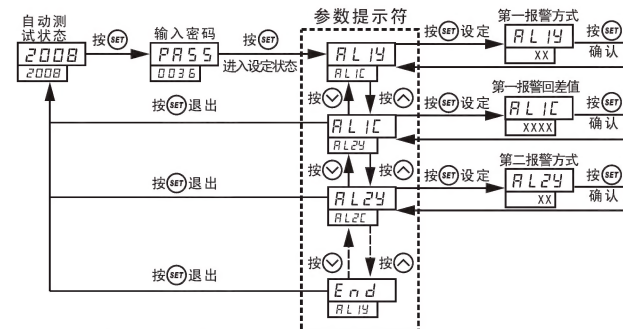 自动测
试状态
2008
2008
按SET
输入密码
PASS
0036
按SET
进入设定状态
参数提示符
AL1Y
AL1C
按SET设定
第一报警方式
AL1Y
XX
按SET
确认
按
按
按SET退出
AL1C
AL2Y
按SET设定
第一报警回差值
AL1C
XXXX
按SET
确认
按
按
按SET退出
AL2Y
AL2C
按SET设定
第二报警方式
AL2Y
XX
按SET
确认
按
按
按SET退出
End
AL1Y